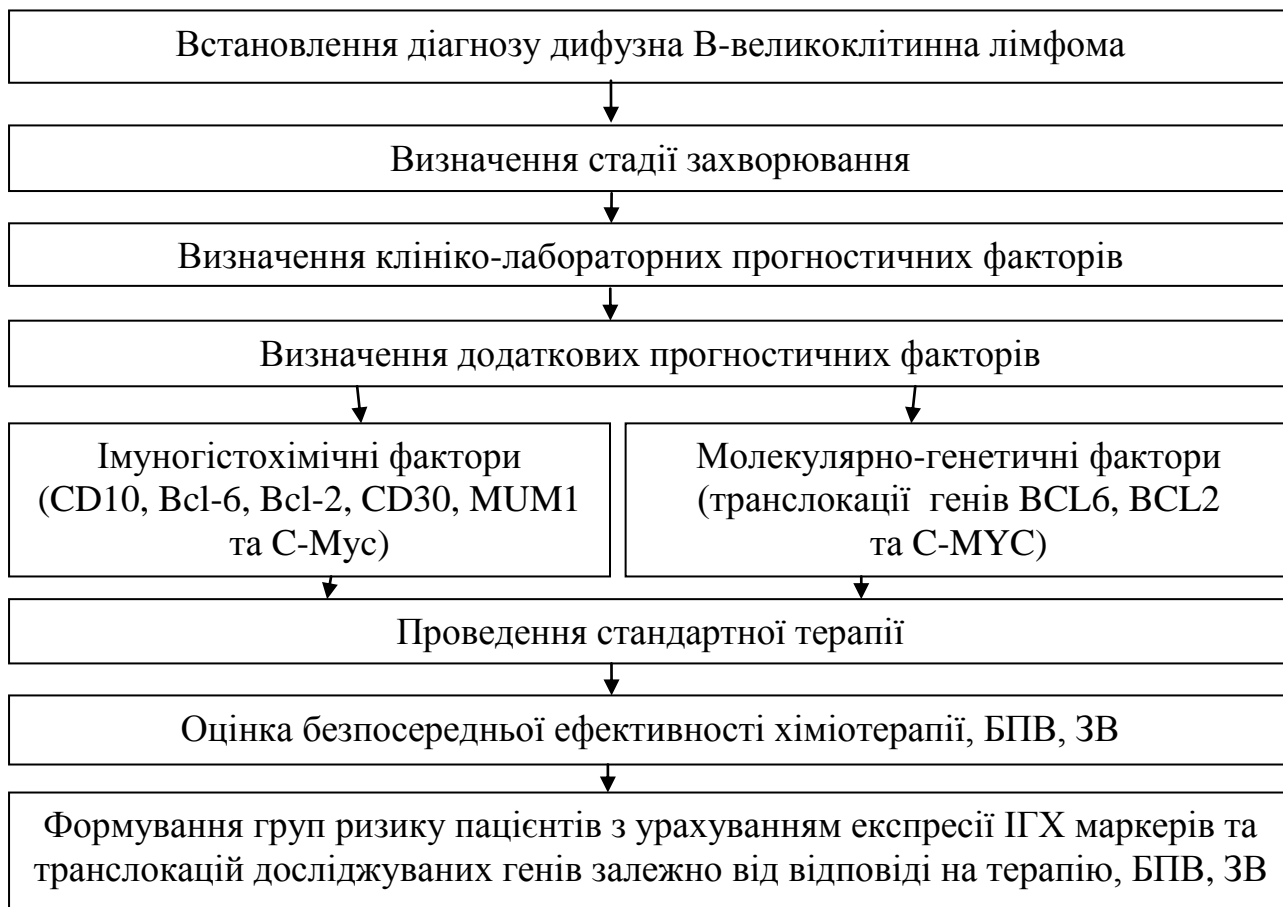 Встановлення діагнозу дифузна В-великоклітинна лімфома
Визначення стадії захворювання
Визначення клініко-лабораторних прогностичних факторів
Визначення додаткових прогностичних факторів
Імуногістохімічні фактори
(CD10, Bcl-6, Bcl-2, CD30, MUM1
та C-Myc)
Молекулярно-генетичні фактори
(транслокації генів BCL6, BCL2
та C-MYC)
Проведення стандартної терапії
Оцінка безпосередньої ефективності хіміотерапії, БПВ, ЗВ
Формування груп ризику пацієнтів з урахуванням експресії ІГХ маркерів та
транслокацій досліджуваних генів залежно від відповіді на терапію, БПВ, ЗВ